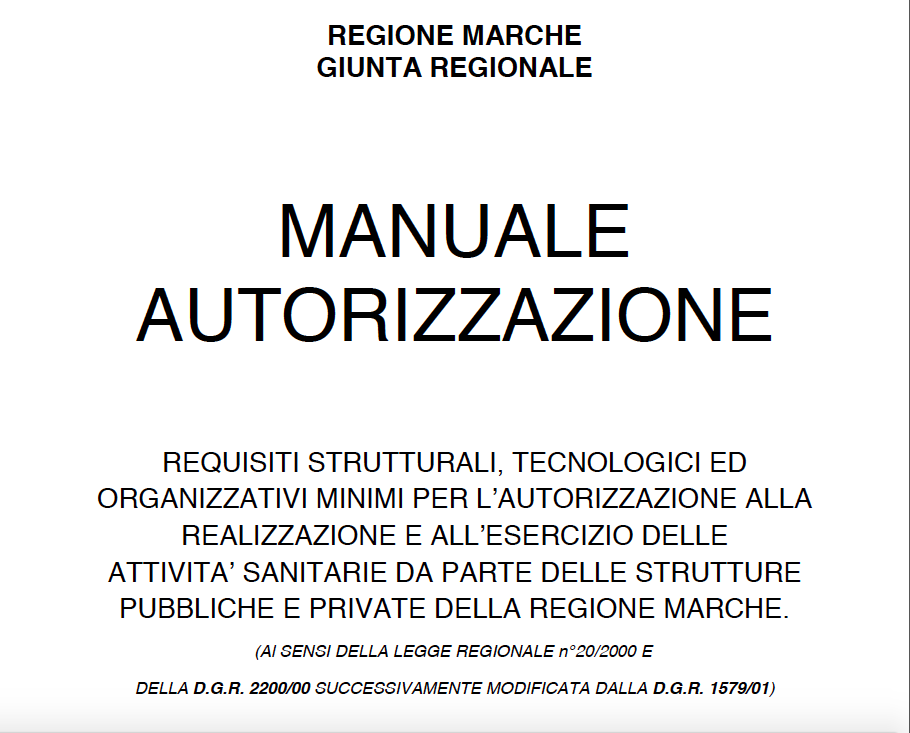 REGIONE MARCHE
GIUNTA REGIONALE
MANUALE
AUTORIZZAZIONE
REQUISITI STRUTTURALI, TECNOLOGICI ED
ORGANIZZATIVI MINIMI PER L’AUTORIZZAZIONE ALLA
REALIZZAZIONE E ALL’ESERCIZIO DELLE
ATTIVITA’ SANITARIE DA PARTE DELLE STRUTTURE
PUBBLICHE E PRIVATE DELLA REGIONE MARCHE.
(AI SENSI DELLA LEGGE REGIONALE n°20/2000 E
DELLA D.G.R. 2200/00 SUCCESSIVAMENTE MODIFICATA DALLA D.G.R. 1579/01)